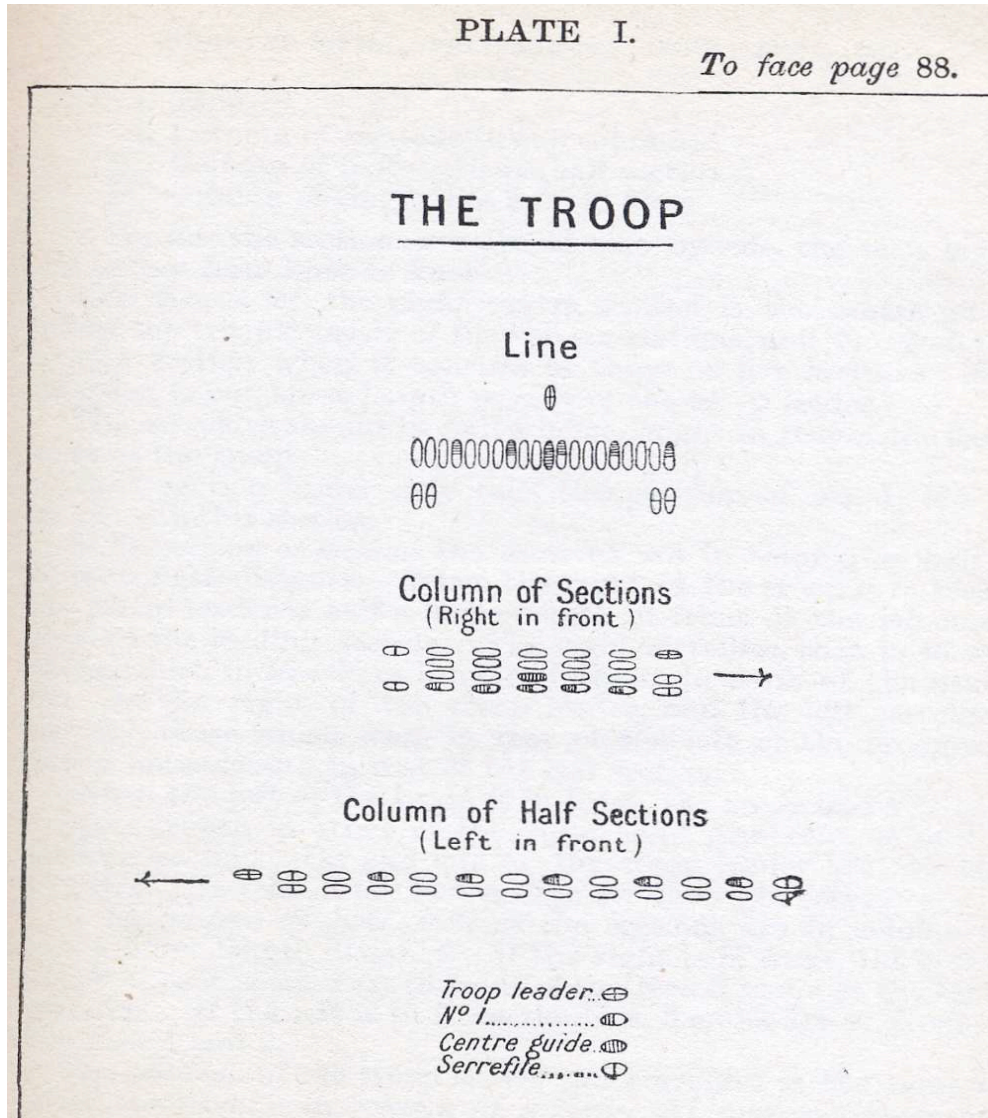 PLATE I.
To face page 88.
THE TROOP
Line
Column of Sections
(Right in front)
Column of Half Sections
(Left in front)
Troop leader..
Nº 1................
Centre guide.
Serrefile........